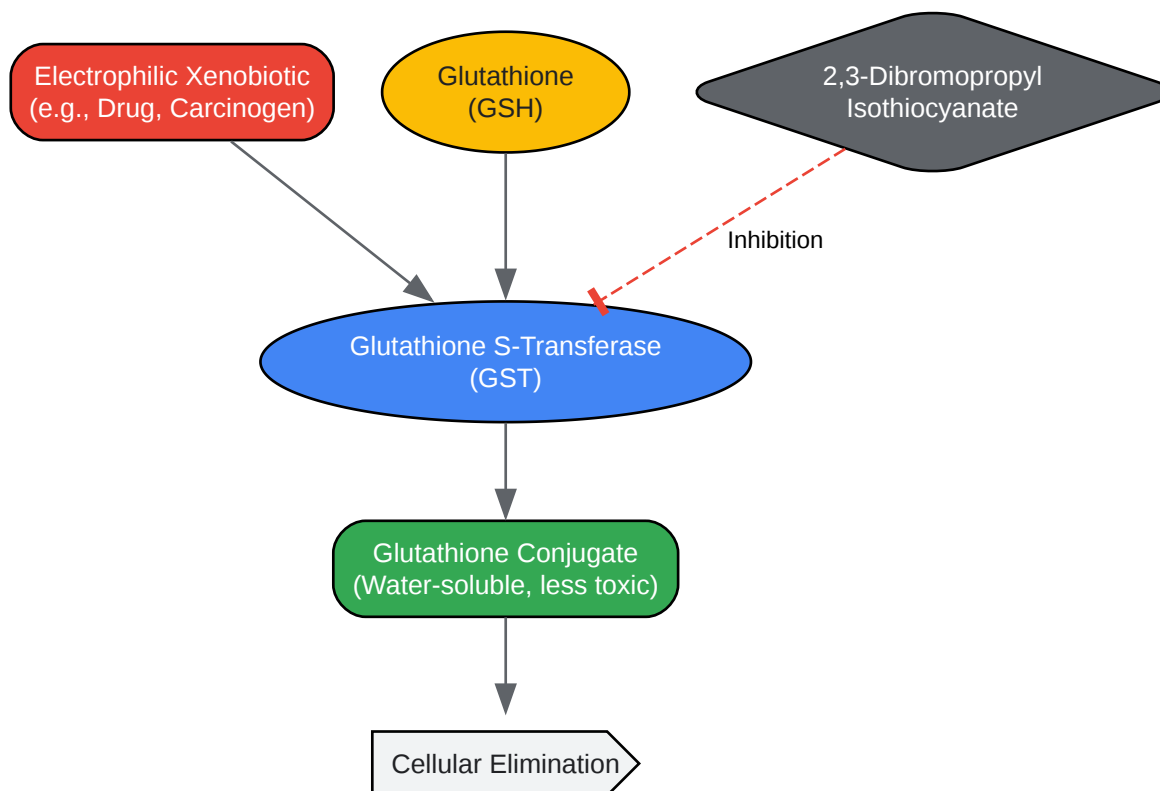 Electrophilic Xenobiotic
(e.g., Drug, Carcinogen)
Glutathione
(GSH)
2,3-Dibromopropyl
Isothiocyanate
Inhibition
Glutathione S-Transferase
(GST)
Glutathione Conjugate
(Water-soluble, less toxic)
Cellular Elimination